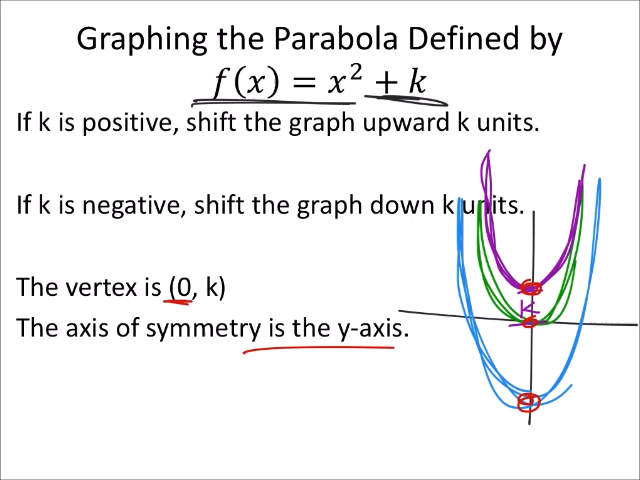 Graphing the Parabola Defined by
f(x) = x² + k
If k is positive, shift the graph upward k units.
If k is negative, shift the graph down k units.
k
The vertex is (0, k)
The axis of symmetry is the y-axis.